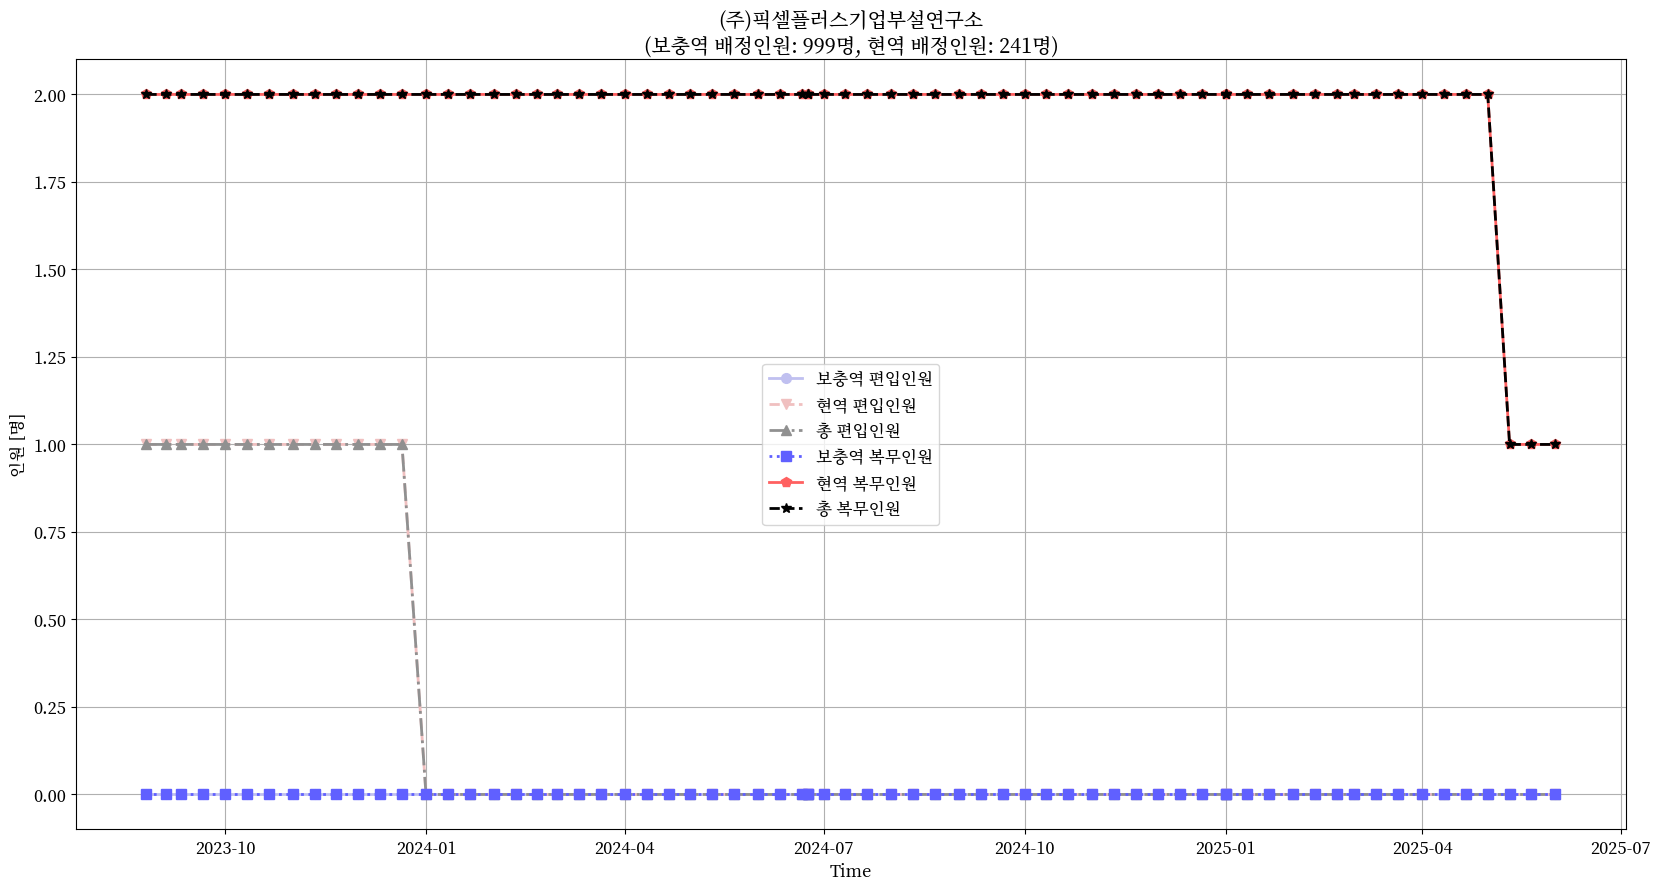 (주)픽셀플러스기업부설연구소
(보충역 배정인원: 999명, 현역 배정인원: 241명)
2.00
1.75
1.50
1.25
1.00
0.75
0.50
0.25
0.00
인원 [명]
보충역 편입인원
현역 편입인원
총 편입인원
보충역 복무인원
현역 복무인원
총 복무인원
2023-10
2024-01
2024-04
2024-07
2024-10
2025-01
2025-04
2025-07
Time